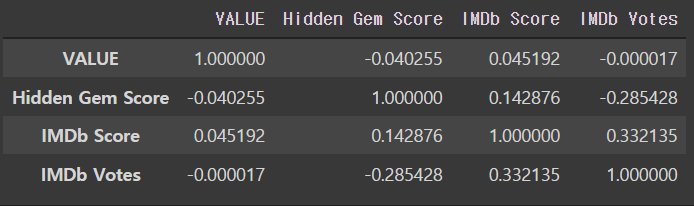 VALUE Hidden Gem Score IMDb Score IMDb Votes
VALUE 1.000000 -0.040255 0.045192 -0.000017
Hidden Gem Score -0.040255 1.000000 0.142876 -0.285428
IMDb Score 0.045192 0.142876 1.000000 0.332135
IMDb Votes -0.000017 -0.285428 0.332135 1.000000